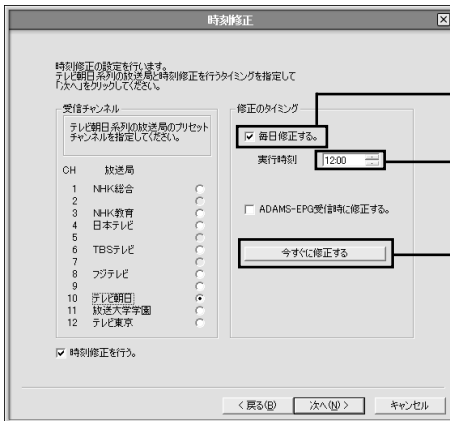 時刻修正
時刻修正の設定を行います。
テレビ朝日系列の放送局と時刻修正を行うタイミングを指定して
「次へ」をクリックしてください。
受信チャンネル
テレビ朝日系列の放送局のプリセット
チャンネルを指定してください。
CH 放送局
1 NHK総合
2
3 NHK教育
4 日本テレビ
5
6 TBSテレビ
7
8 フジテレビ
9
10 テレビ朝日
11 放送大学学園
12 テレビ東京
時刻修正を行う。
修正のタイミング
毎日修正する。
実行時刻 12:00
ADAMS-EPG受信時に修正する。
今すぐに修正する
< 戻る(B) 次へ(N) > キャンセル